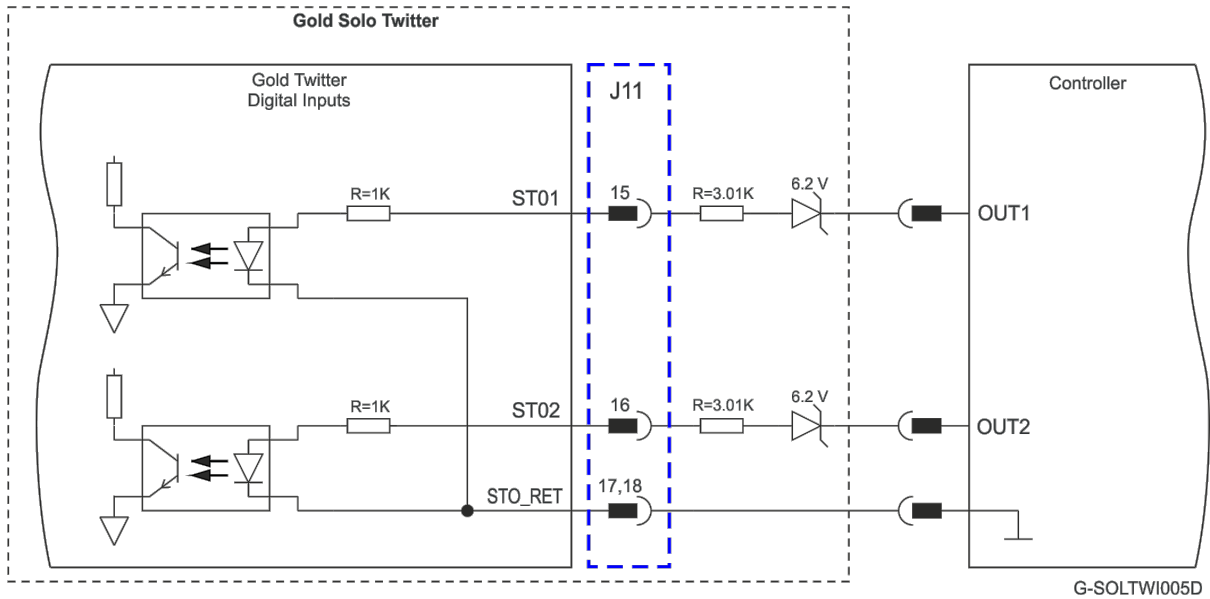 Gold Solo Twitter
Gold Twitter
Digital Inputs
J11
Controller
R=1K
ST01
15
R=3.01K
6.2 V
OUT1
R=1K
ST02
16
R=3.01K
6.2 V
OUT2
STO_RET
17,18
G-SOLTWI005D